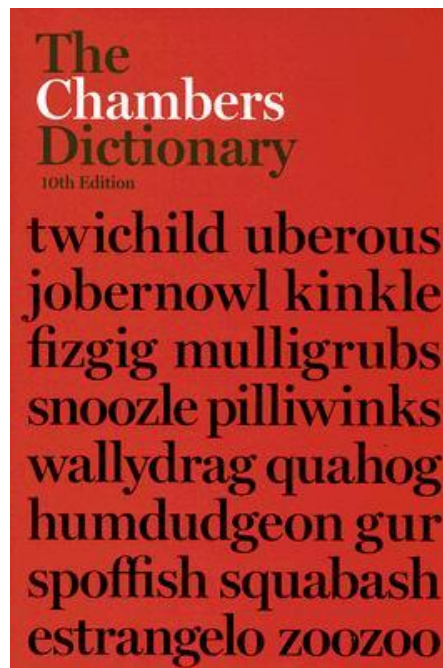 The
Chambers
Dictionary
10th Edition
twichild uberous
jobernowl kinkle
fizgig mulligrubs
snoozle pilliwinks
wallydrag quahog
humdudgeon gur
spoffish squabash
estrangelo zoozoo